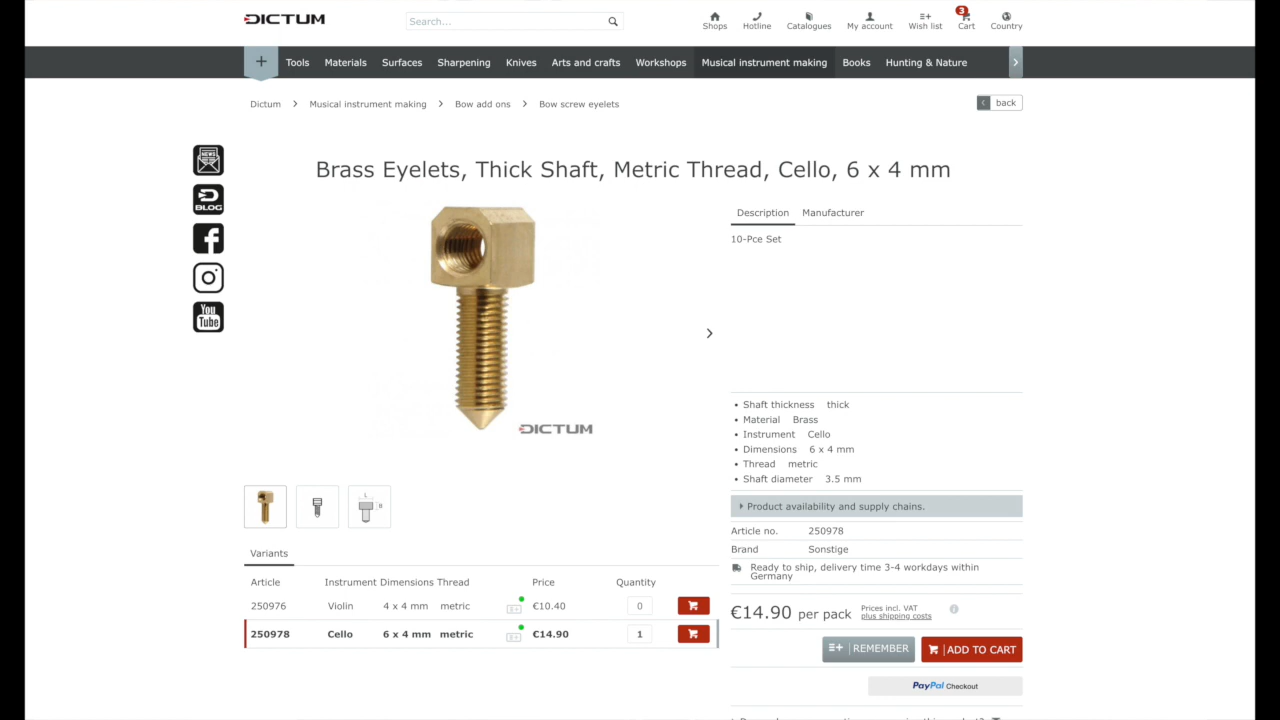 DICTUM
Search...
Shops
Hotline
Catalogues
My account
Wish list
3
Cart
Country
+
Tools
Materials
Surfaces
Sharpening
Knives
Arts and crafts
Workshops
Musical instrument making
Books
Hunting & Nature
Dictum > Musical instrument making > Bow add ons > Bow screw eyelets
back
NEWS
BLOG
You
Tube
Brass Eyelets, Thick Shaft, Metric Thread, Cello, 6 x 4 mm
DICTUM
L
B
Description Manufacturer
10-Pce Set
• Shaft thickness thick
• Material Brass
• Instrument Cello
• Dimensions 6 x 4 mm
• Thread metric
• Shaft diameter 3.5 mm
Product availability and supply chains.
Article no. 250978
Brand Sonstige
Ready to ship, delivery time 3-4 workdays within
Germany
€14.90 per pack
Prices incl. VAT
plus shipping costs
REMEMBER
ADD TO CART
PayPal Checkout
Variants
Article Instrument Dimensions Thread Price Quantity
250976 Violin 4 x 4 mm metric €10.40 0
250978 Cello 6 x 4 mm metric €14.90 1